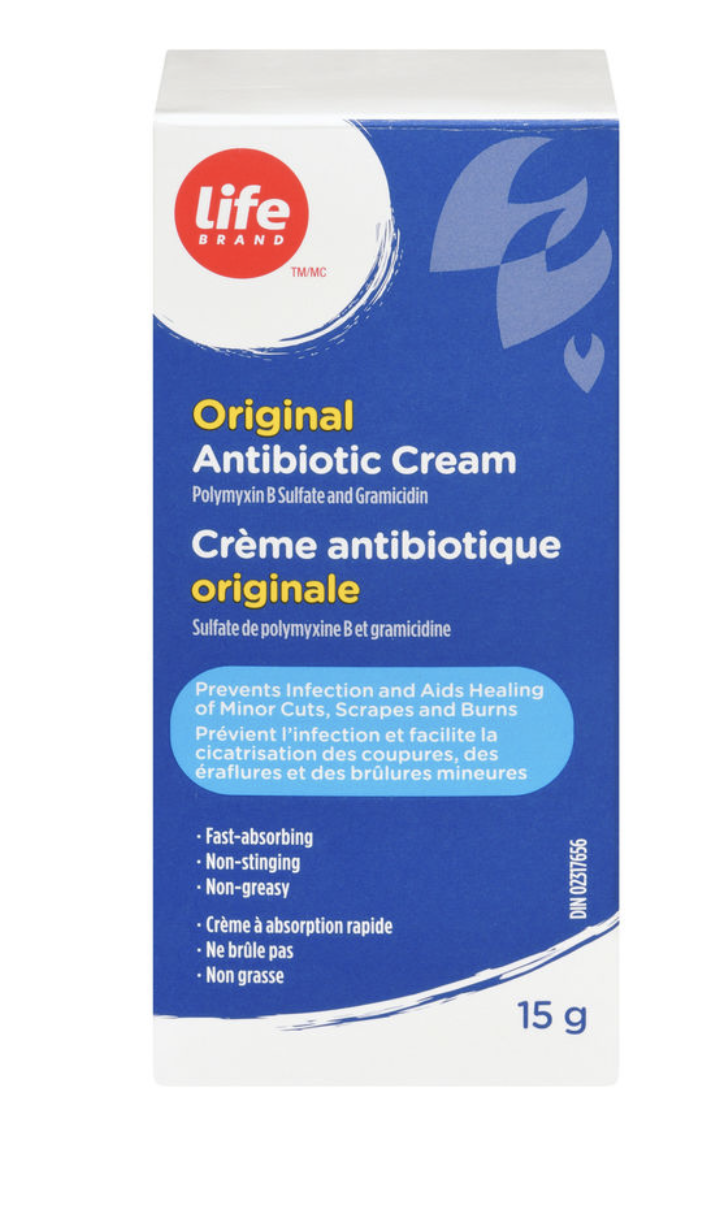 life
BRAND
TM/MC
Original
Antibiotic Cream
Polymyxin B Sulfate and Gramicidin
Crème antibiotique
originale
Sulfate de polymyxine B et gramicidine
Prevents Infection and Aids Healing
of Minor Cuts, Scrapes and Burns
Prévient l'infection et facilite la
cicatrisation des coupures, des
éraflures et des brûlures mineures
· Fast-absorbing
· Non-stinging
· Non-greasy
· Crème à absorption rapide
· Ne brûle pas
· Non grasse
DIN 02317656
15 g